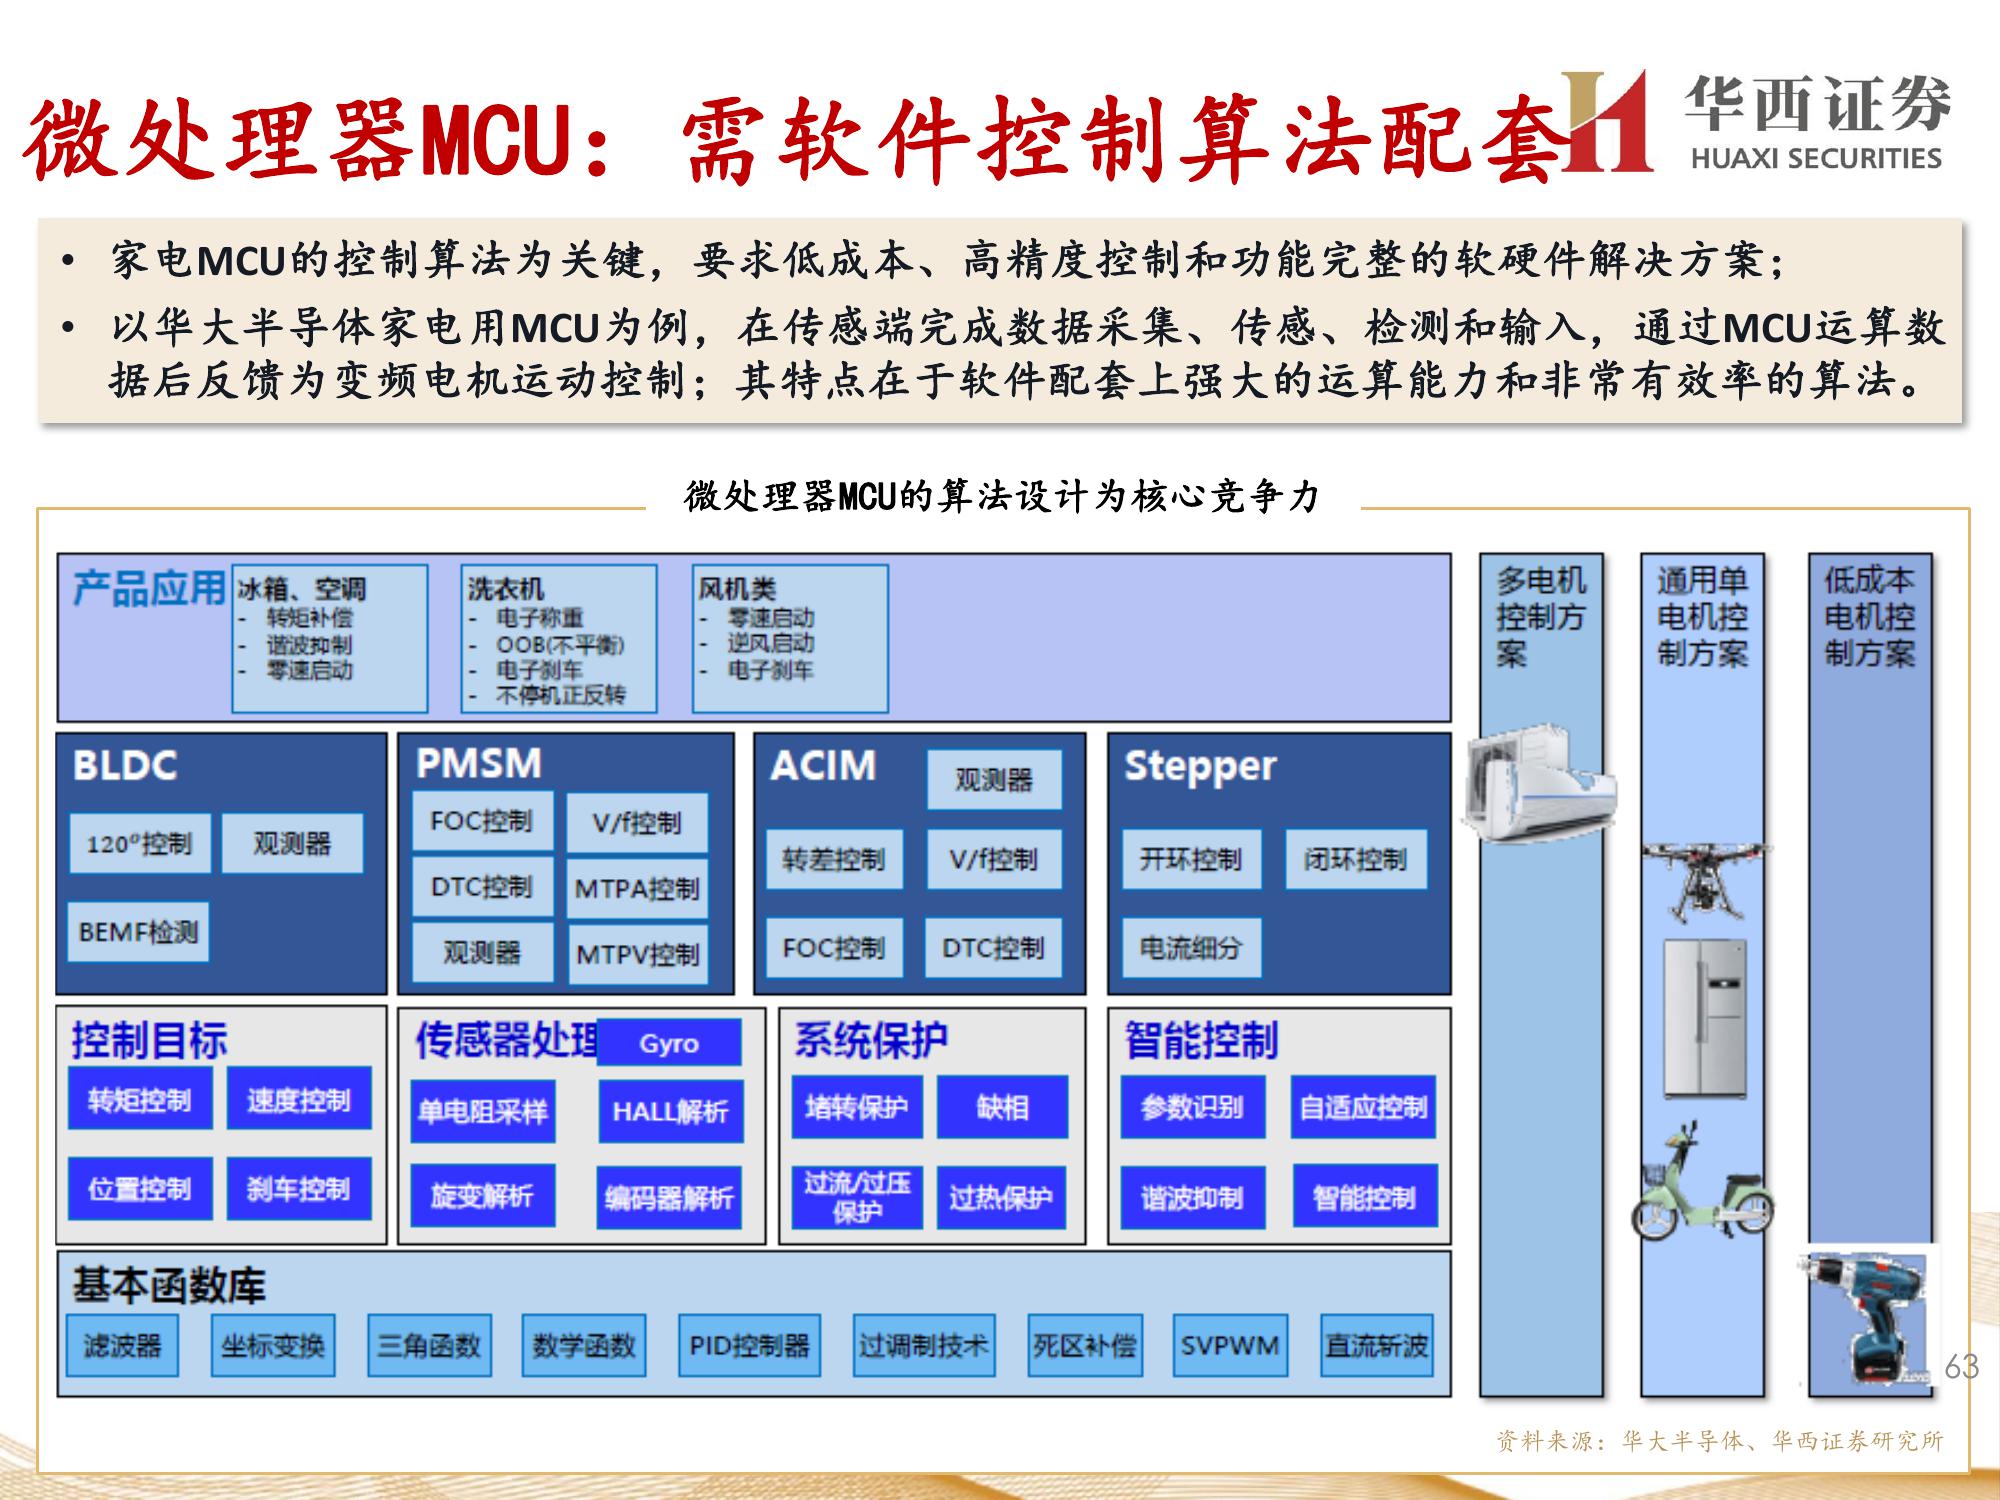 微处理器MCU：需软件控制算法配套
华西证券
HUAXI SECURITIES
• 家电MCU的控制算法为关键，要求低成本、高精度控制和功能完整的软硬件解决方案；
• 以华大半导体家电用MCU为例，在传感端完成数据采集、传感、检测和输入，通过MCU运算数
据后反馈为变频电机运动控制；其特点在于软件配套上强大的运算能力和非常有效率的算法。
微处理器MCU的算法设计为核心竞争力
产品应用
冰箱、空调
- 转矩补偿
- 谐波抑制
- 零速启动
洗衣机
- 电子称重
- OOB(不平衡)
- 电子刹车
- 不停机正反转
风机类
- 零速启动
- 逆风启动
- 电子刹车
BLDC
120°控制
观测器
BEMF检测
PMSM
FOC控制
V/f控制
DTC控制
MTPA控制
观测器
MTPV控制
ACIM
观测器
转差控制
V/f控制
FOC控制
DTC控制
Stepper
开环控制
闭环控制
电流细分
控制目标
转矩控制
速度控制
位置控制
刹车控制
传感器处理
Gyro
单电阻采样
HALL解析
旋变解析
编码器解析
系统保护
堵转保护
缺相
过流/过压
保护
过热保护
智能控制
参数识别
自适应控制
谐波抑制
智能控制
基本函数库
滤波器
坐标变换
三角函数
数学函数
PID控制器
过调制技术
死区补偿
SVPWM
直流斩波
多电机
控制方
案
通用单
电机控
制方案
低成本
电机控
制方案
63
资料来源：华大半导体、华西证券研究所